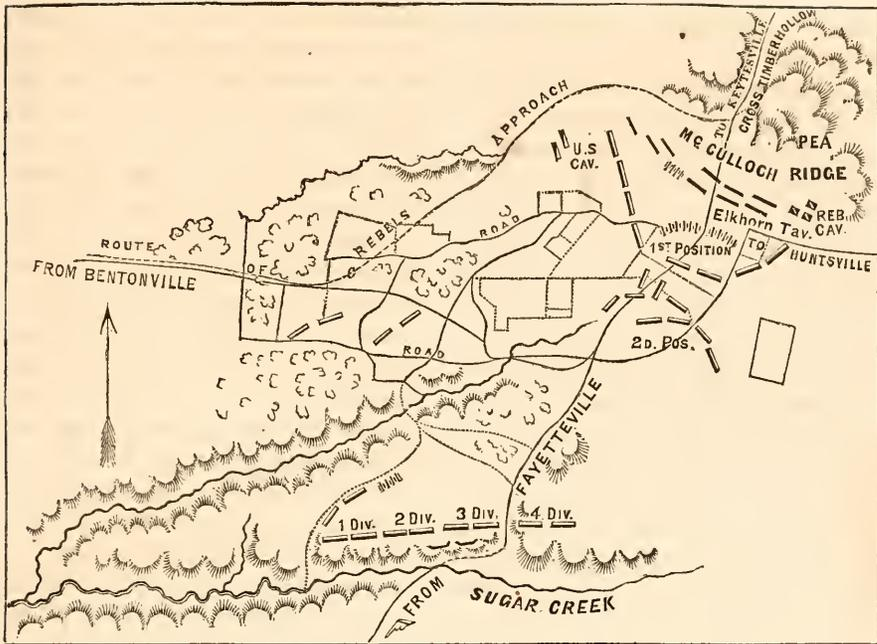 TO KEYTESVILLE
CROSS TIMBER HOLLOW
APPROACH
U.S
CAV.
McCULLOCH
PEA
RIDGE
Elkhorn Tav.
REB.
CAV.
REBELS
ROAD
1ST POSITION
TO
HUNTSVILLE
ROUTE
OF
FROM BENTONVILLE
2D. POS.
ROAD
FAYETTEVILLE
1 DIV.
2 DIV.
3 DIV.
4 DIV.
FROM
SUGAR CREEK